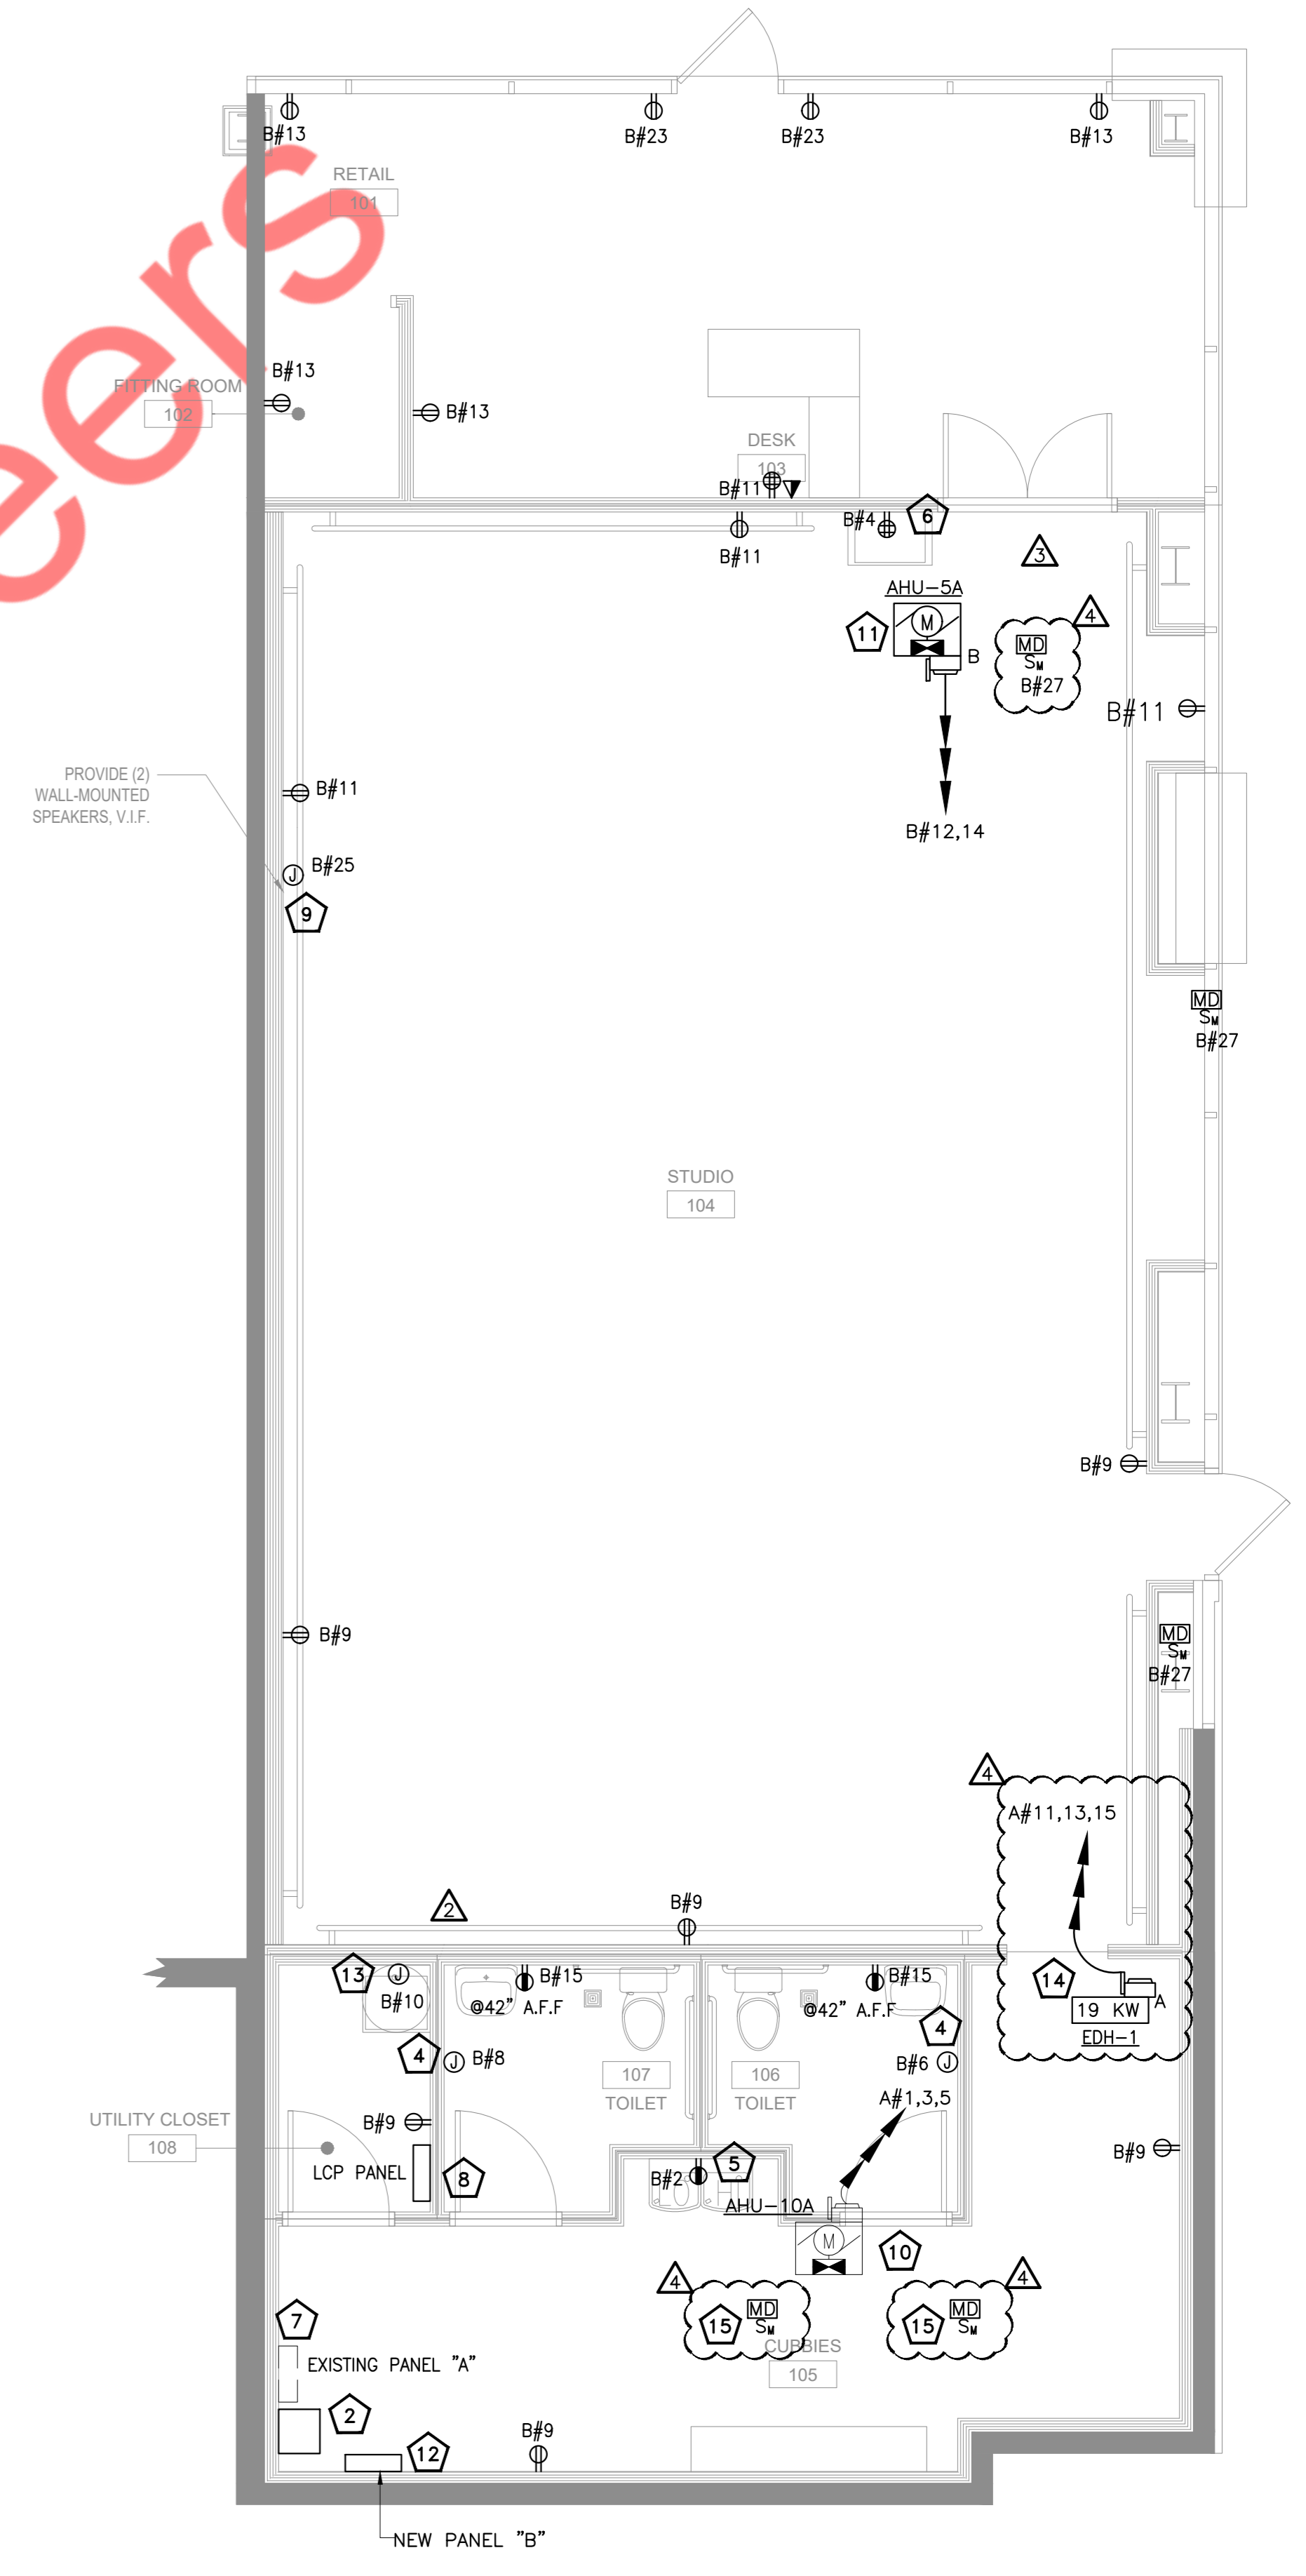 B#13
B#23
B#23
B#13
RETAIL
101
eers
B#13
FITTING ROOM
102
B#13
DESK
103
B#11
B#4
6
B#11
3
AHU-5A
4
11
M
MD
SM
B#27
B
B#11
PROVIDE (2)
WALL-MOUNTED
SPEAKERS, V.I.F.
B#11
B#12,14
J
B#25
9
MD
SM
B#27
STUDIO
104
B#9
B#9
MD
SM
B#27
4
A#11,13,15
2
B#9
13
J
B#10
B#15
@42" A.F.F
B#15
@42" A.F.F
14
A
19 KW
EDH-1
4
J
B#8
4
B#6
J
107
TOILET
106
TOILET
A#1,3,5
UTILITY CLOSET
108
B#9
B#9
LCP PANEL
8
B#2
5
AHU-10A
M
10
4
15
MD
SM
4
15
MD
SM
CUBBIES
105
7
EXISTING PANEL "A"
2
12
B#9
NEW PANEL "B"